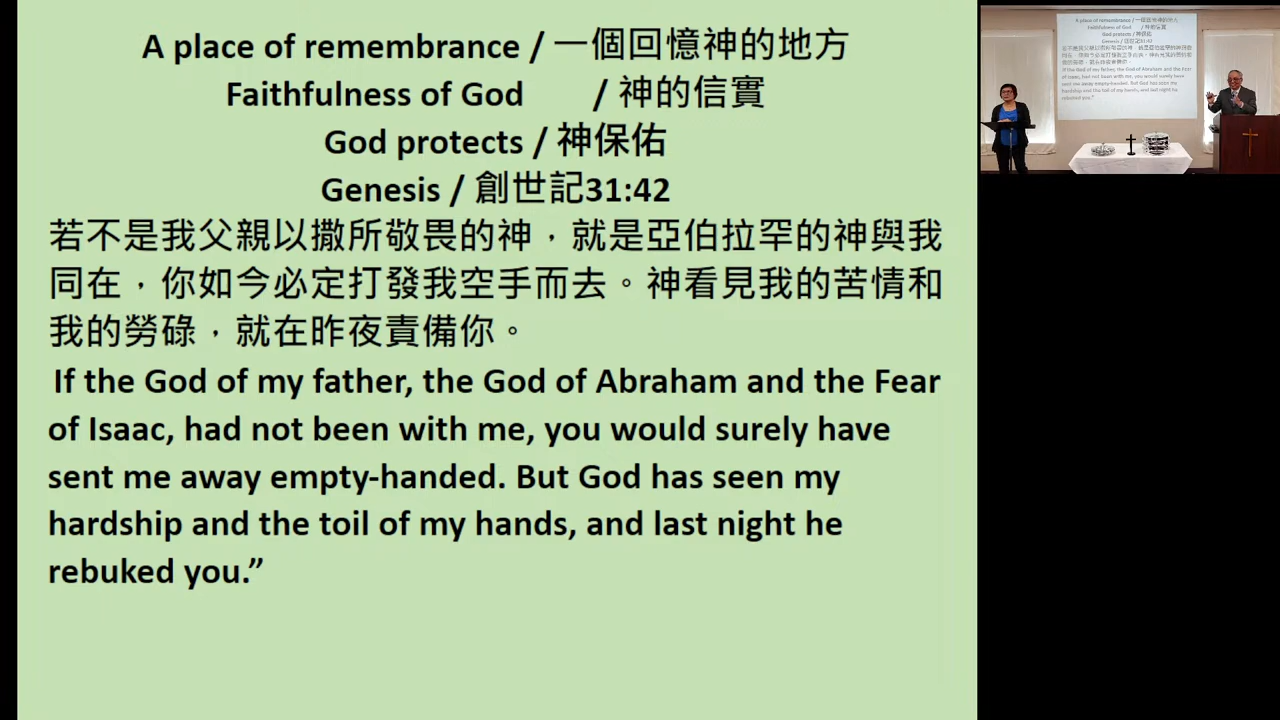 A place of remembrance / 一個回憶神的地方
Faithfulness of God / 神的信實
God protects / 神保佑
Genesis / 創世記31:42
若不是我父親以撒所敬畏的神，就是亞伯拉罕的神與我
同在，你如今必定打發我空手而去。神看見我的苦情和
我的勞碌，就在昨夜責備你。
If the God of my father, the God of Abraham and the Fear
of Isaac, had not been with me, you would surely have
sent me away empty-handed. But God has seen my
hardship and the toil of my hands, and last night he
rebuked you.”